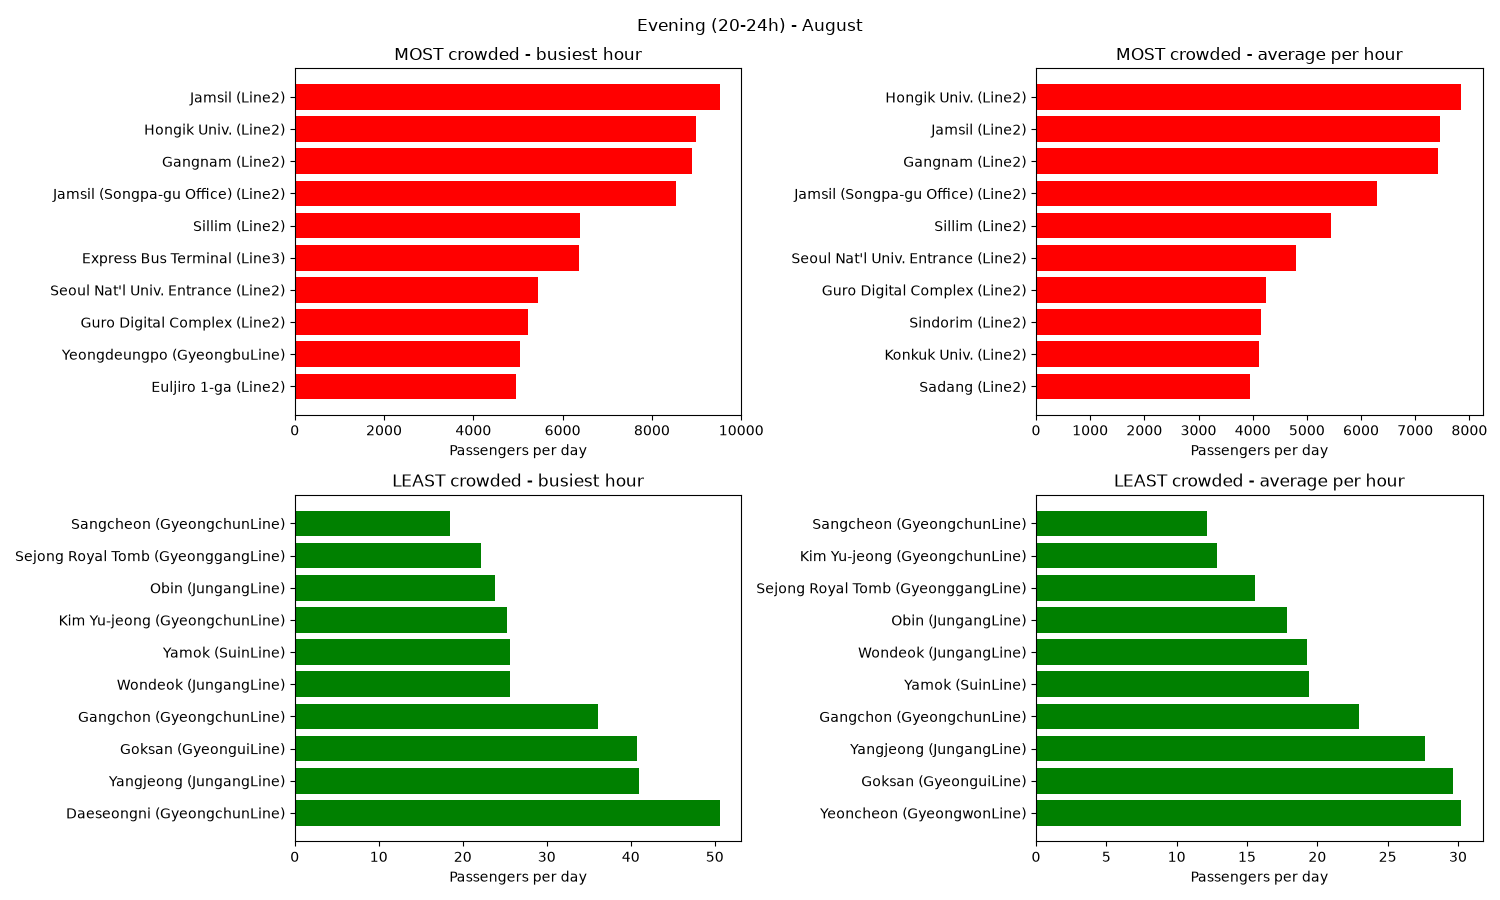 Evening (20-24h) - August
MOST crowded - busiest hour
Jamsil (Line2)
Hongik Univ. (Line2)
Gangnam (Line2)
Jamsil (Songpa-gu Office) (Line2)
Sillim (Line2)
Express Bus Terminal (Line3)
Seoul Nat'l Univ. Entrance (Line2)
Guro Digital Complex (Line2)
Yeongdeungpo (GyeongbuLine)
Euljiro 1-ga (Line2)
0 2000 4000 6000 8000 10000
Passengers per day
MOST crowded - average per hour
Hongik Univ. (Line2)
Jamsil (Line2)
Gangnam (Line2)
Jamsil (Songpa-gu Office) (Line2)
Sillim (Line2)
Seoul Nat'l Univ. Entrance (Line2)
Guro Digital Complex (Line2)
Sindorim (Line2)
Konkuk Univ. (Line2)
Sadang (Line2)
0 1000 2000 3000 4000 5000 6000 7000 8000
Passengers per day
LEAST crowded - busiest hour
Sangcheon (GyeongchunLine)
Sejong Royal Tomb (GyeonggangLine)
Obin (JungangLine)
Kim Yu-jeong (GyeongchunLine)
Yamok (SuinLine)
Wondeok (JungangLine)
Gangchon (GyeongchunLine)
Goksan (GyeonguiLine)
Yangjeong (JungangLine)
Daeseongni (GyeongchunLine)
0 10 20 30 40 50
Passengers per day
LEAST crowded - average per hour
Sangcheon (GyeongchunLine)
Kim Yu-jeong (GyeongchunLine)
Sejong Royal Tomb (GyeonggangLine)
Obin (JungangLine)
Wondeok (JungangLine)
Yamok (SuinLine)
Gangchon (GyeongchunLine)
Yangjeong (JungangLine)
Goksan (GyeonguiLine)
Yeoncheon (GyeongwonLine)
0 5 10 15 20 25 30
Passengers per day